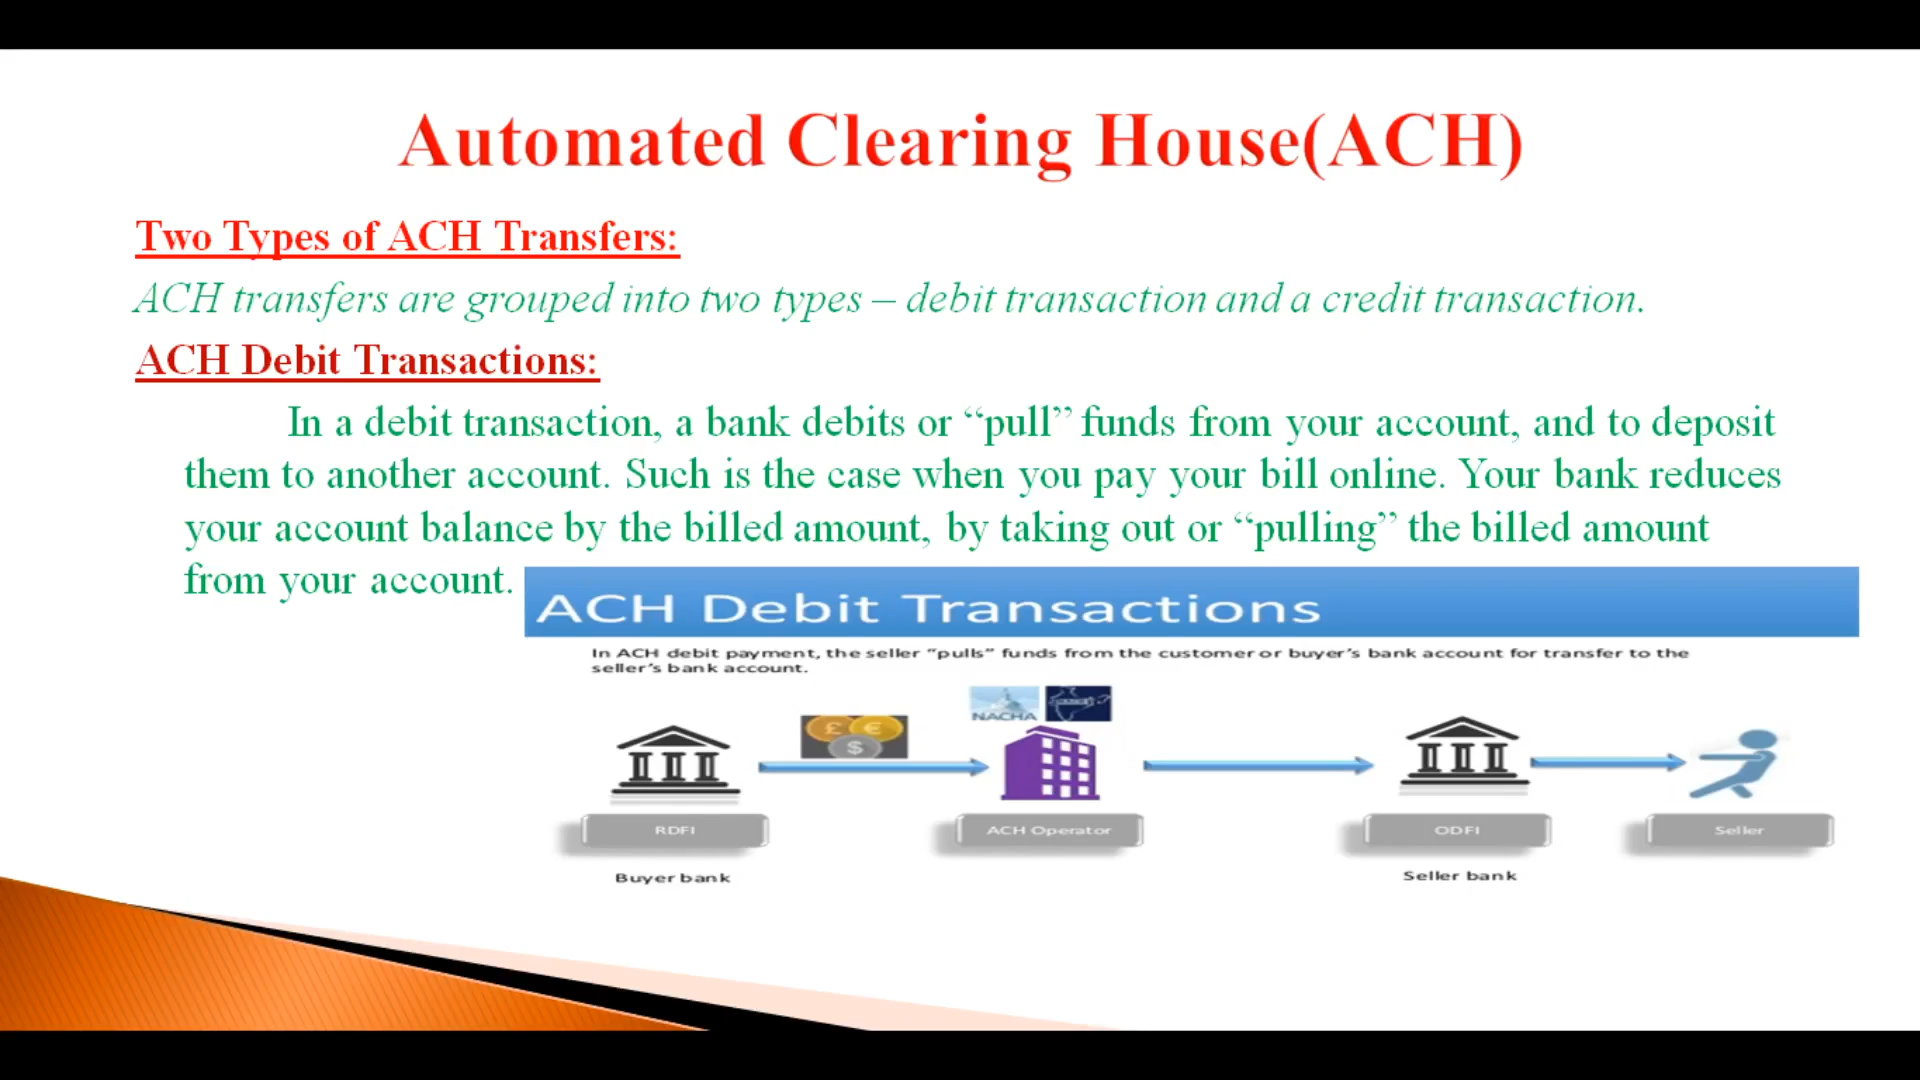 Automated Clearing House(ACH)
Two Types of ACH Transfers:
ACH transfers are grouped into two types – debit transaction and a credit transaction.
ACH Debit Transactions:
In a debit transaction, a bank debits or “pull” funds from your account, and to deposit
them to another account. Such is the case when you pay your bill online. Your bank reduces
your account balance by the billed amount, by taking out or “pulling” the billed amount
from your account.
ACH Debit Transactions
In ACH debit payment, the seller “pulls” funds from the customer or buyer’s bank account for transfer to the
seller’s bank account.
NACHA
£ € $
RDFI
ACH Operator
ODFI
Seller
Buyer bank
Seller bank